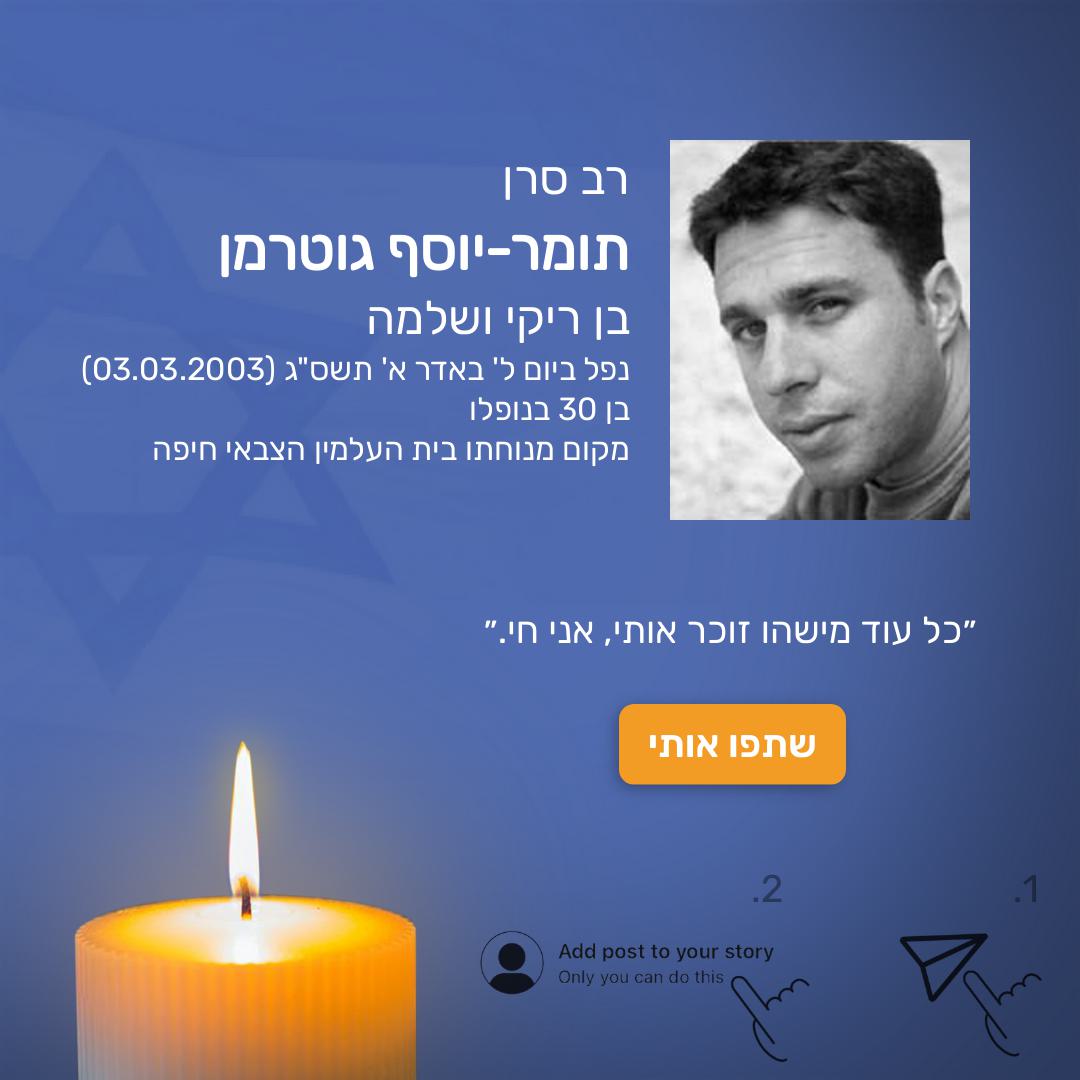 רב סרן
תומר-יוסף גוטרמן
בן ריקי ושלמה
נפל ביום ל' באדר א' תשס"ג (03.03.2003)
בן 30 בנופלו
מקום מנוחתו בית העלמין הצבאי חיפה
״כל עוד מישהו זוכר אותי, אני חי.״
שתפו אותי
1.
2.
Add post to your story
Only you can do this